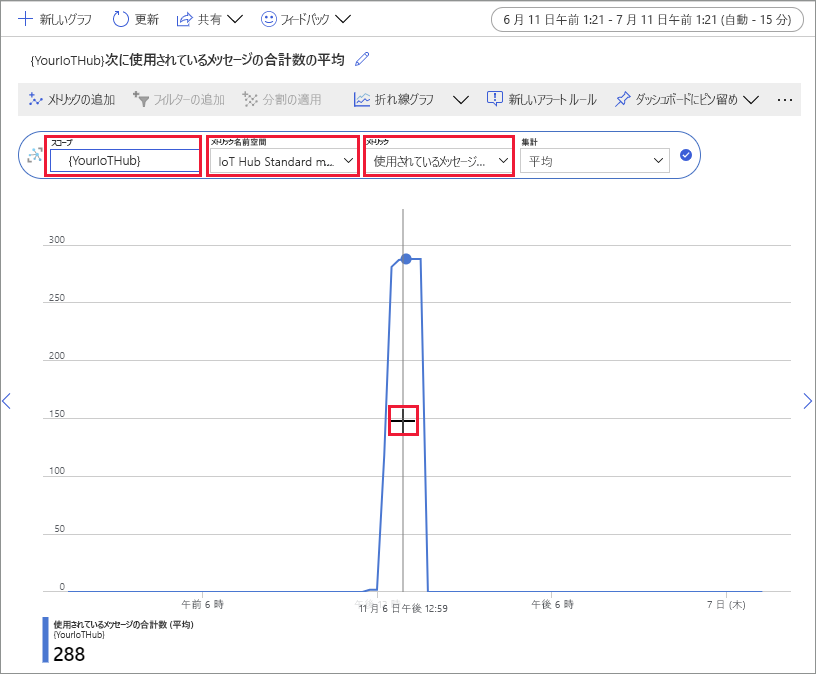 新しいグラフ 更新 共有 フィードバック 6 月 11 日午前 1:21 - 7 月 11 日午前 1:21 (自動 - 15 分)
{YourIoTHub}次に使用されているメッセージの合計数の平均
メトリックの追加 フィルターの追加 分割の適用 折れ線グラフ 新しいアラート ルール ダッシュボードにピン留め ...
スコープ メトリック名前空間 メトリック 集計
{YourIoTHub} IoT Hub Standard m... 使用されているメッセージ... 平均
300
250
200
150
100
50
0
午前 6 時 11 月 6 日午後 12:59 午後 6 時 7 日 (木)
使用されているメッセージの合計数 (平均)
{YourIoTHub}
288